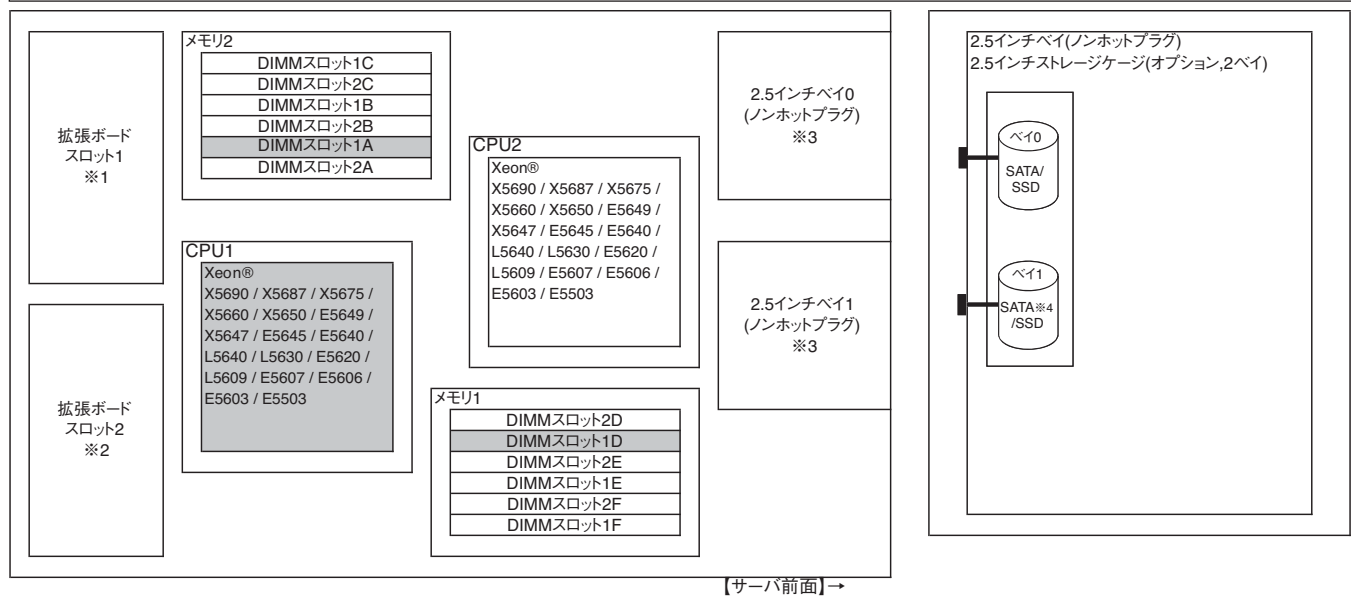 拡張ボード
スロット1
※1
拡張ボード
スロット2
※2
メモリ2
DIMMスロット1C
DIMMスロット2C
DIMMスロット1B
DIMMスロット2B
DIMMスロット1A
DIMMスロット2A
CPU1
Xeon®
X5690 / X5687 / X5675 /
X5660 / X5650 / E5649 /
X5647 / E5645 / E5640 /
L5640 / L5630 / E5620 /
L5609 / E5607 / E5606 /
E5603 / E5503
CPU2
Xeon®
X5690 / X5687 / X5675 /
X5660 / X5650 / E5649 /
X5647 / E5645 / E5640 /
L5640 / L5630 / E5620 /
L5609 / E5607 / E5606 /
E5603 / E5503
メモリ1
DIMMスロット2D
DIMMスロット1D
DIMMスロット2E
DIMMスロット1E
DIMMスロット2F
DIMMスロット1F
2.5インチベイ0
(ノンホットプラグ)
※3
2.5インチベイ1
(ノンホットプラグ)
※3
【サーバ前面】→
2.5インチベイ(ノンホットプラグ)
2.5インチストレージケージ(オプション,2ベイ)
ベイ0
SATA/
SSD
ベイ1
SATA※4
/SSD